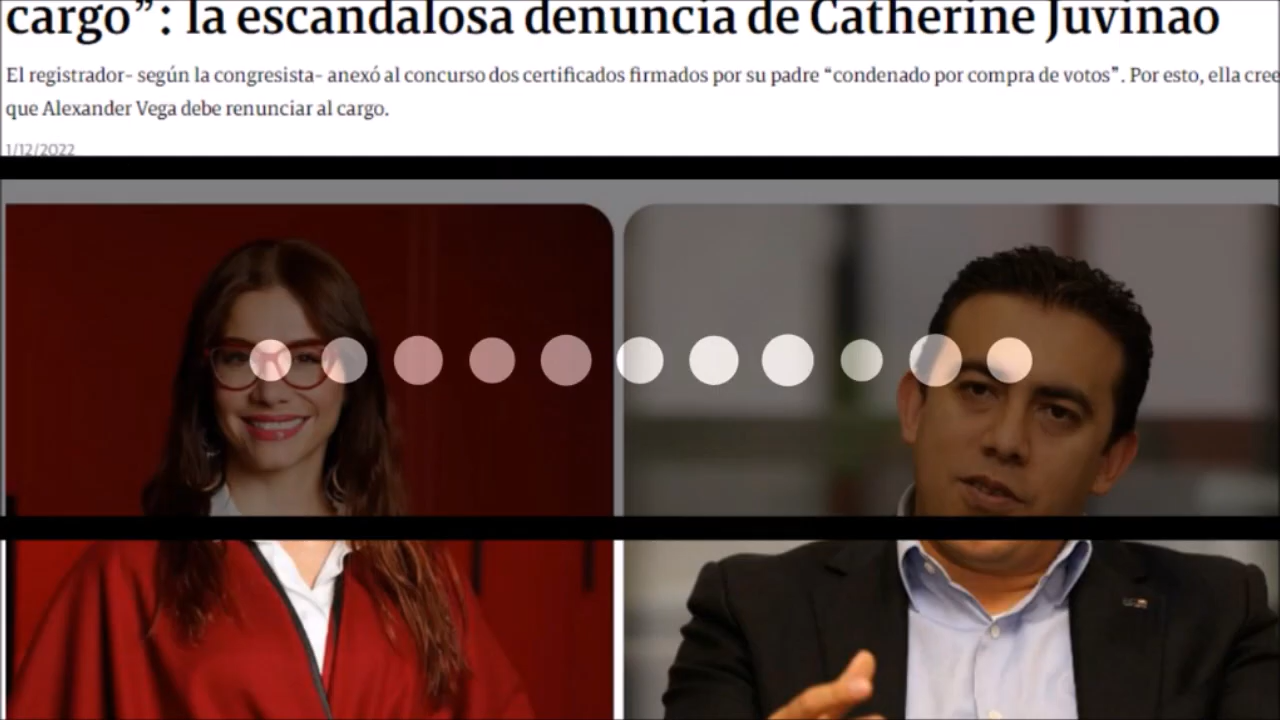 cargo”: la escandalosa denuncia de Catherine Juvinao
El registrador- según la congresista- anexó al concurso dos certificados firmados por su padre “condenado por compra de votos”. Por esto, ella cree
que Alexander Vega debe renunciar al cargo.
1/12/2022